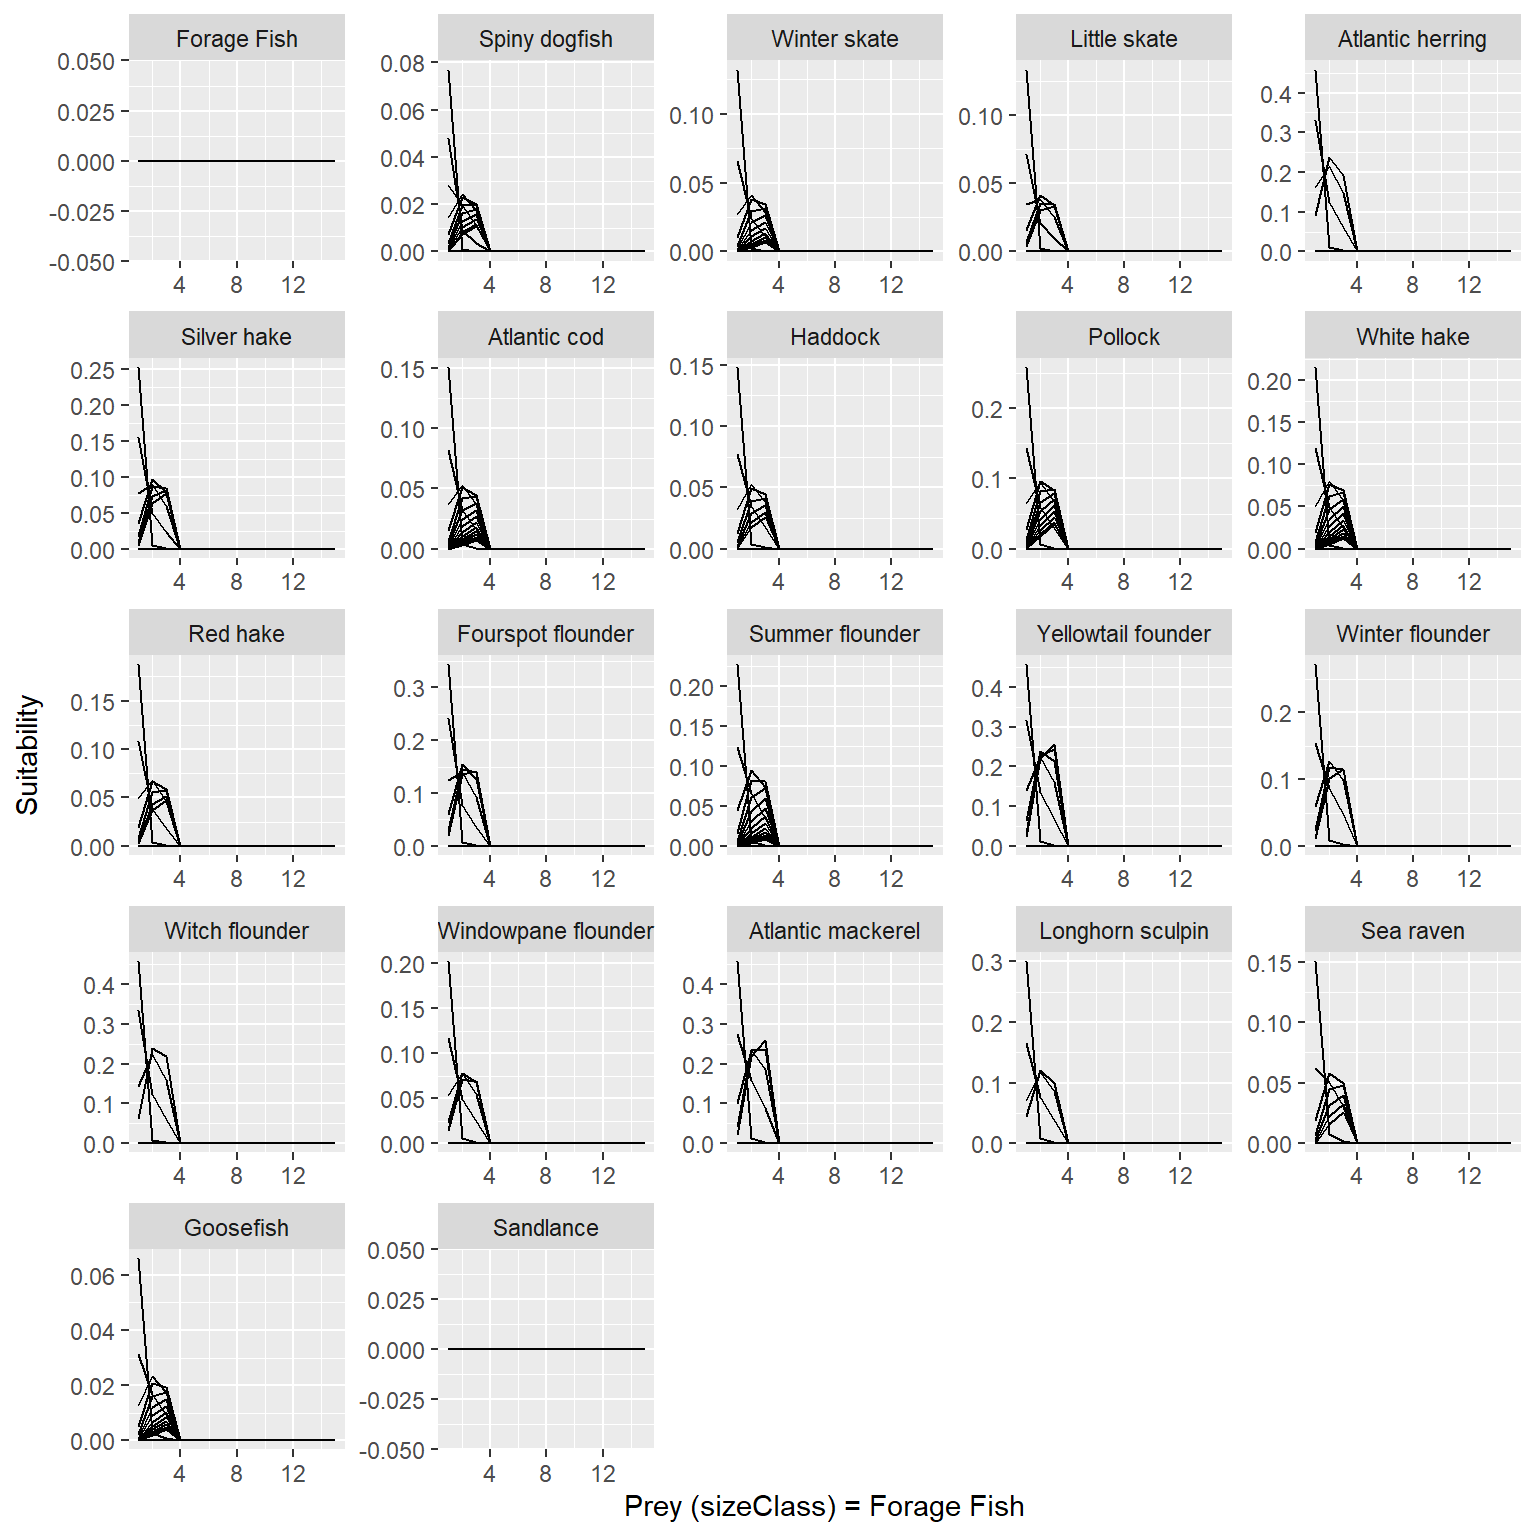 Forage Fish Spiny dogfish Winter skate Little skate Atlantic herring
0.050 0.025 0.000 -0.025 -0.050
0.08 0.06 0.04 0.02 0.00
0.10 0.05 0.00
0.10 0.05 0.00
0.4 0.3 0.2 0.1 0.0
4 8 12 4 8 12 4 8 12 4 8 12 4 8 12
Silver hake Atlantic cod Haddock Pollock White hake
0.25 0.20 0.15 0.10 0.05 0.00
0.15 0.10 0.05 0.00
0.15 0.10 0.05 0.00
0.2 0.1 0.0
0.20 0.15 0.10 0.05 0.00
4 8 12 4 8 12 4 8 12 4 8 12 4 8 12
Suitability
Red hake Fourspot flounder Summer flounder Yellowtail founder Winter flounder
0.15 0.10 0.05 0.00
0.3 0.2 0.1 0.0
0.20 0.15 0.10 0.05 0.00
0.4 0.3 0.2 0.1 0.0
0.2 0.1 0.0
4 8 12 4 8 12 4 8 12 4 8 12 4 8 12
Witch flounder Windowpane flounder Atlantic mackerel Longhorn sculpin Sea raven
0.4 0.3 0.2 0.1 0.0
0.20 0.15 0.10 0.05 0.00
0.4 0.3 0.2 0.1 0.0
0.3 0.2 0.1 0.0
0.15 0.10 0.05 0.00
4 8 12 4 8 12 4 8 12 4 8 12 4 8 12
Goosefish Sandlance
0.06 0.04 0.02 0.00
0.050 0.025 0.000 -0.025 -0.050
4 8 12 4 8 12
Prey (sizeClass) = Forage Fish